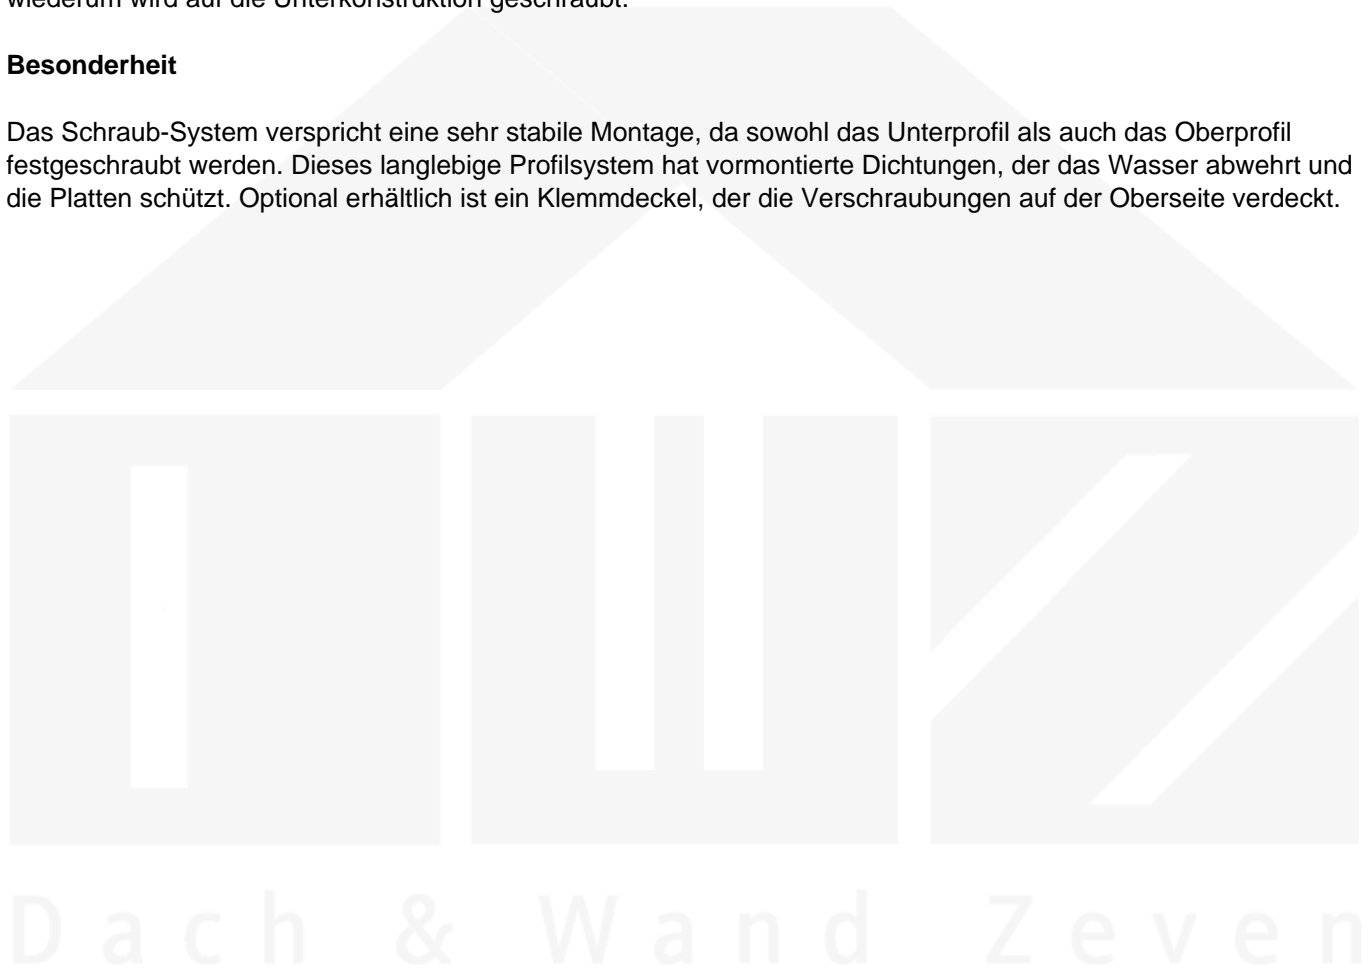 wiederum wird auf die Unterkonstruktion geschraubt.
Besonderheit
Das Schraub-System verspricht eine sehr stabile Montage, da sowohl das Unterprofil als auch das Oberprofil
festgeschraubt werden. Dieses langlebige Profilsystem hat vormontierte Dichtungen, der das Wasser abwehrt und
die Platten schützt. Optional erhältlich ist ein Klemmdeckel, der die Verschraubungen auf der Oberseite verdeckt.
Dach & Wand Zeven